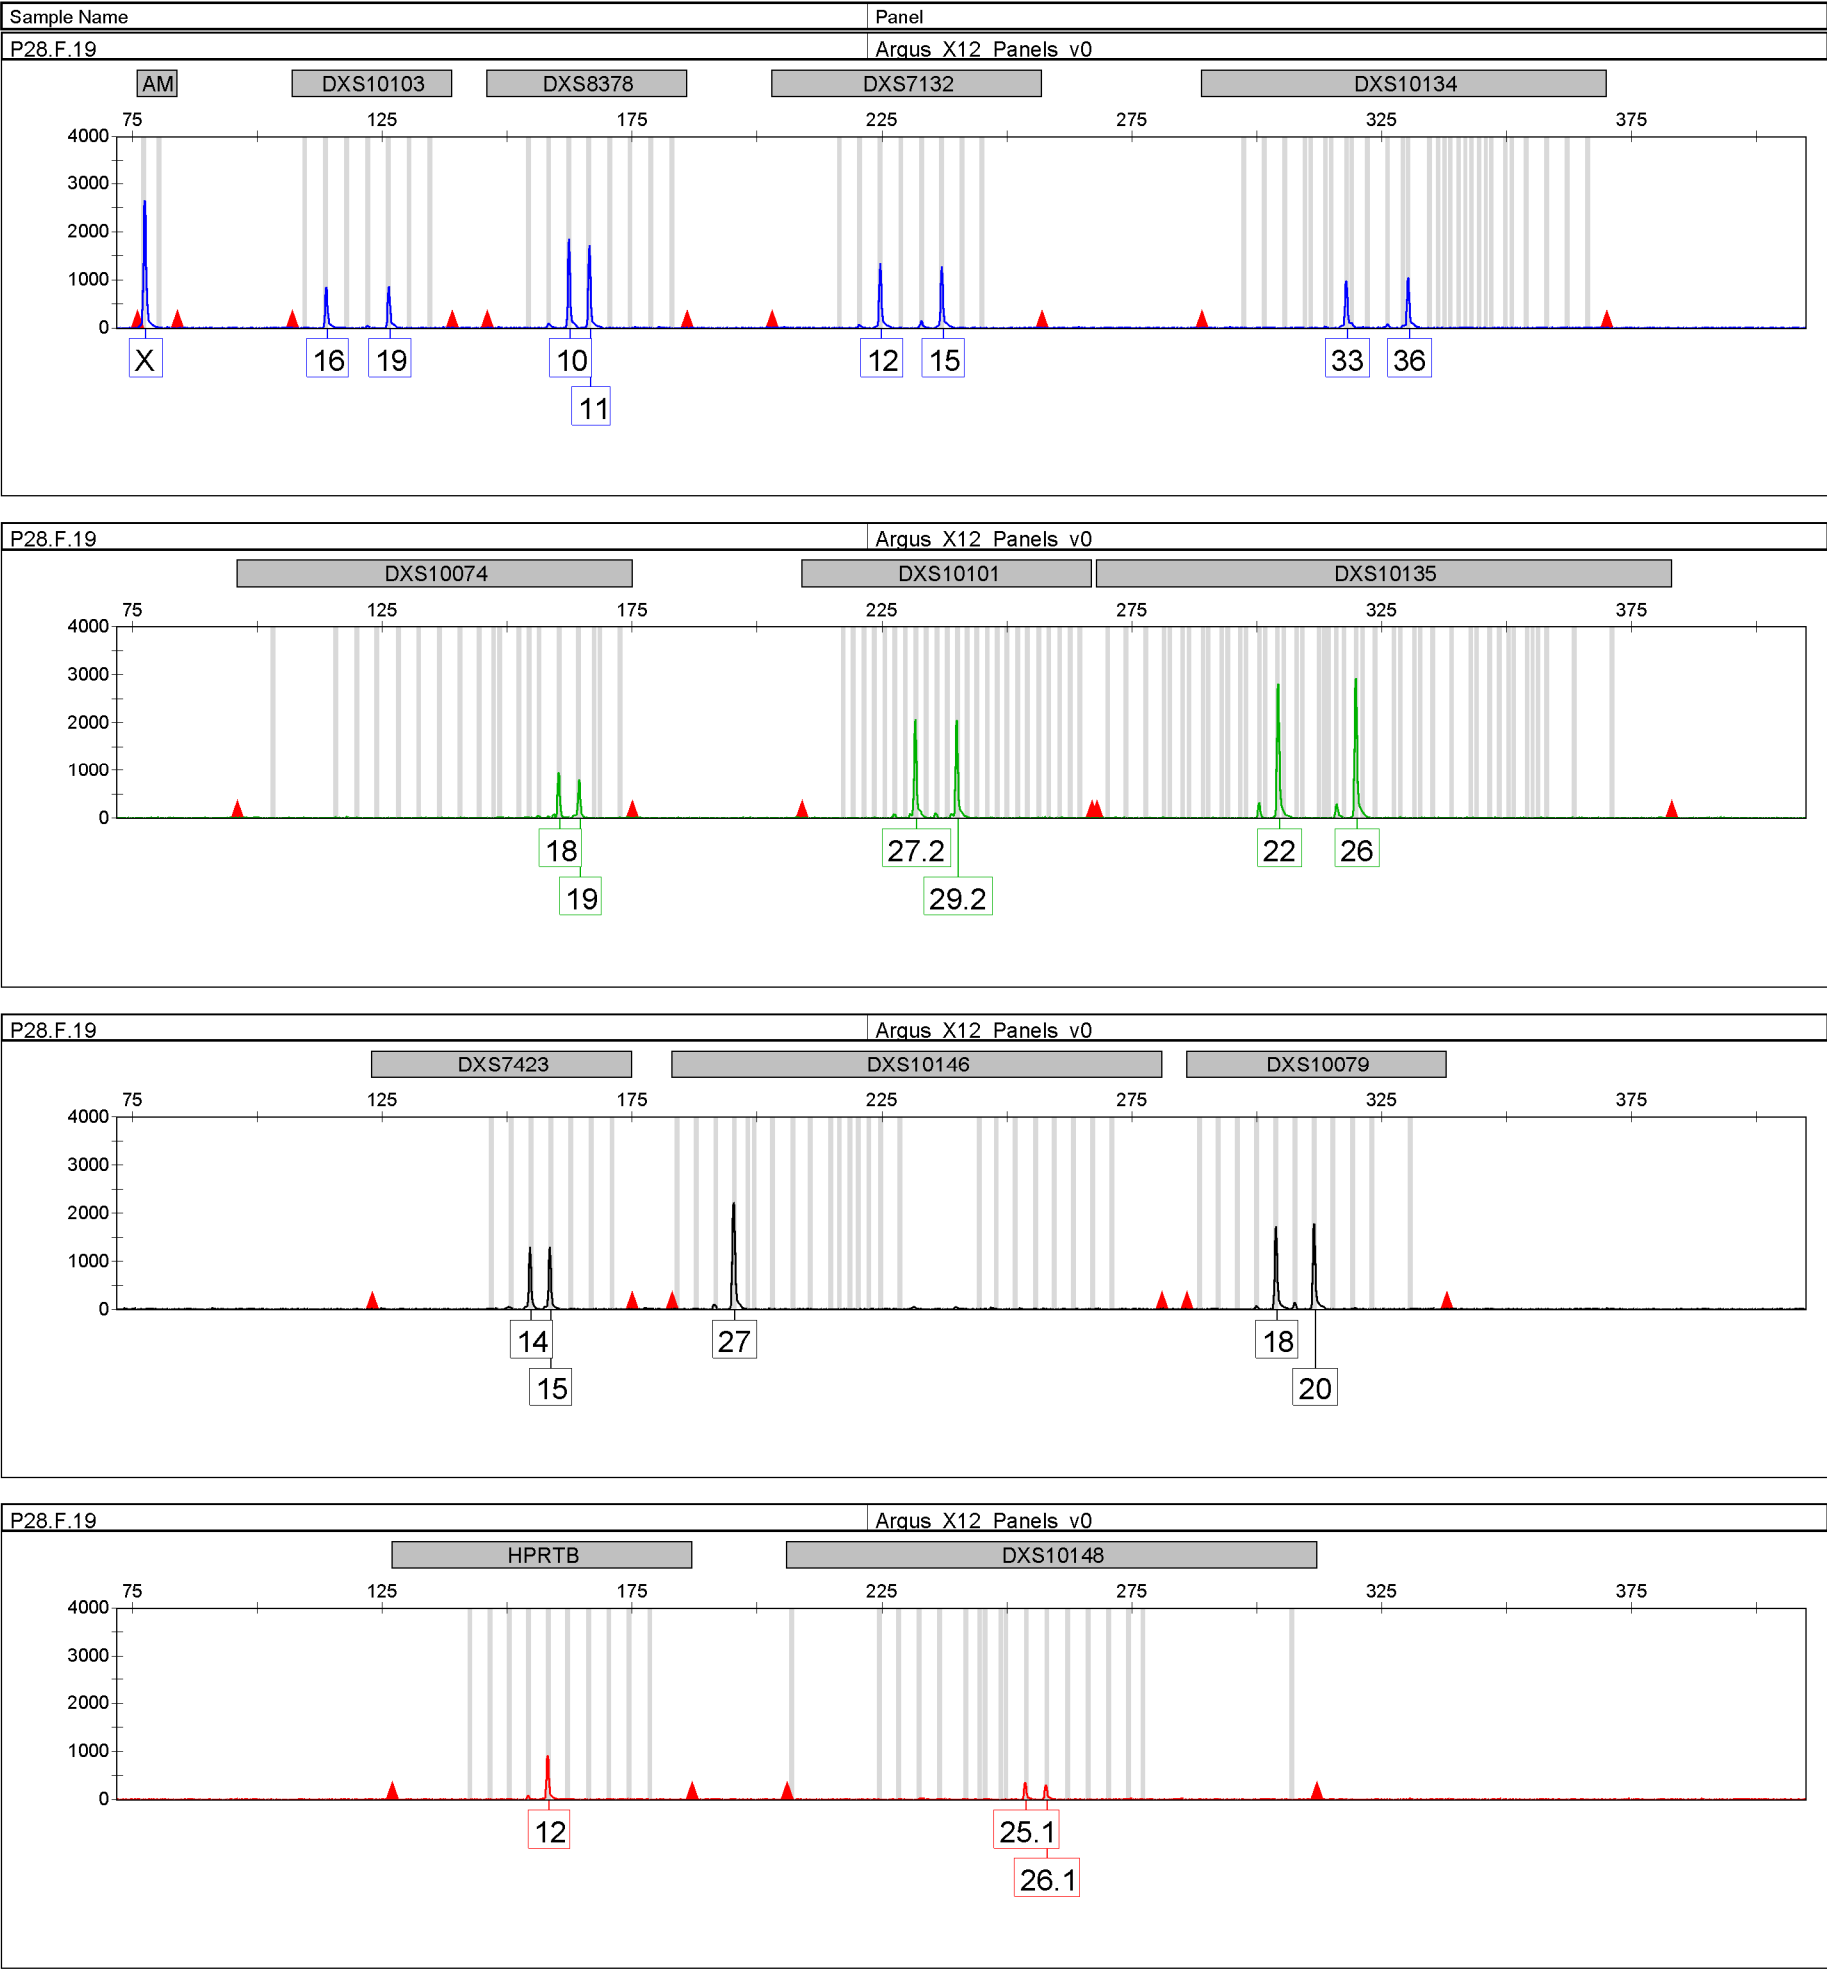 Sample Name Panel
P28.F.19 Argus_X12_Panels_v0
AM DXS10103 DXS8378 DXS7132 DXS10134
75 125 175 225 275 325 375
4000
3000
2000
1000
0
X 16 19 10 12 15 33 36
11
P28.F.19 Argus_X12_Panels_v0
DXS10074 DXS10101 DXS10135
75 125 175 225 275 325 375
4000
3000
2000
1000
0
18 27.2 22 26
19 29.2
P28.F.19 Argus_X12_Panels_v0
DXS7423 DXS10146 DXS10079
75 125 175 225 275 325 375
4000
3000
2000
1000
0
14 27 18
15 20
P28.F.19 Argus_X12_Panels_v0
HPRTB DXS10148
75 125 175 225 275 325 375
4000
3000
2000
1000
0
12 25.1
26.1